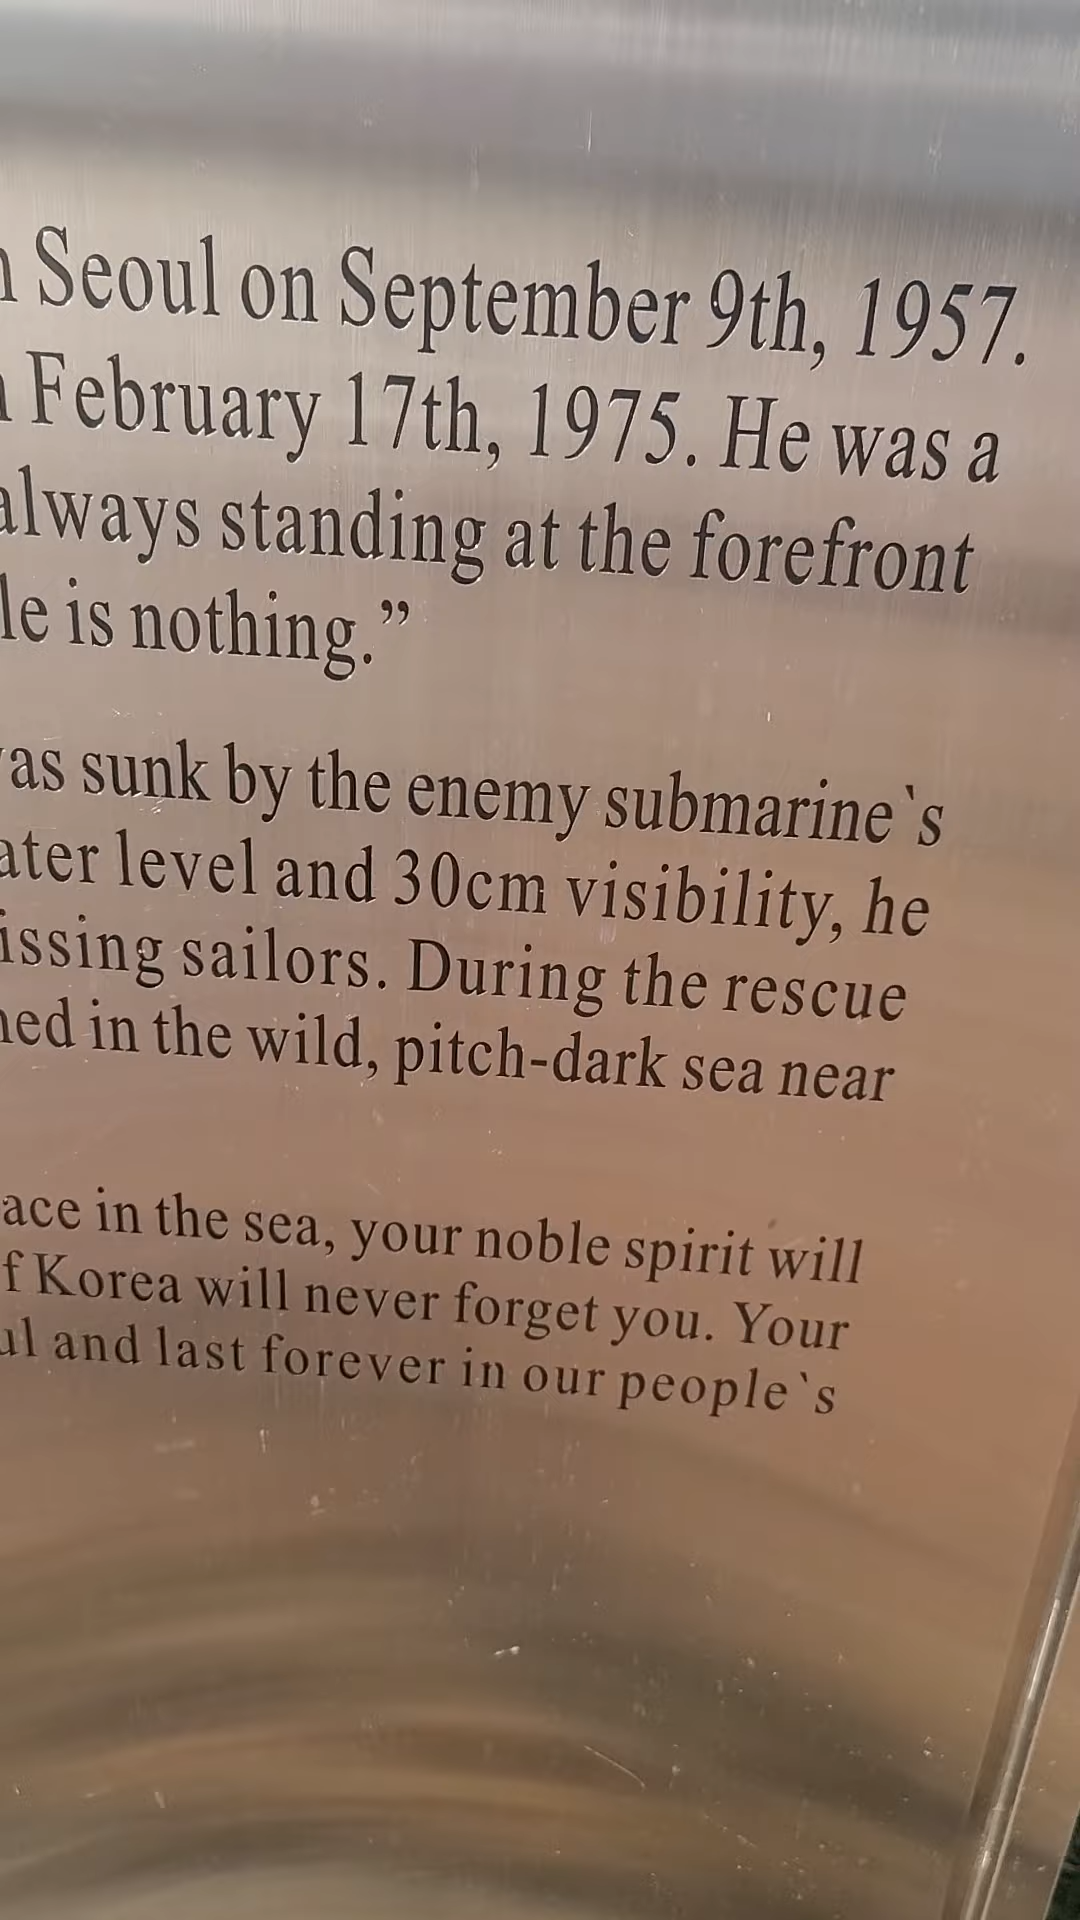 n Seoul on September 9th, 1957.
n February 17th, 1975. He was a
always standing at the forefront
le is nothing.”
as sunk by the enemy submarine`s
ater level and 30cm visibility, he
issing sailors. During the rescue
ned in the wild, pitch-dark sea near
ace in the sea, your noble spirit will
f Korea will never forget you. Your
ul and last forever in our people`s